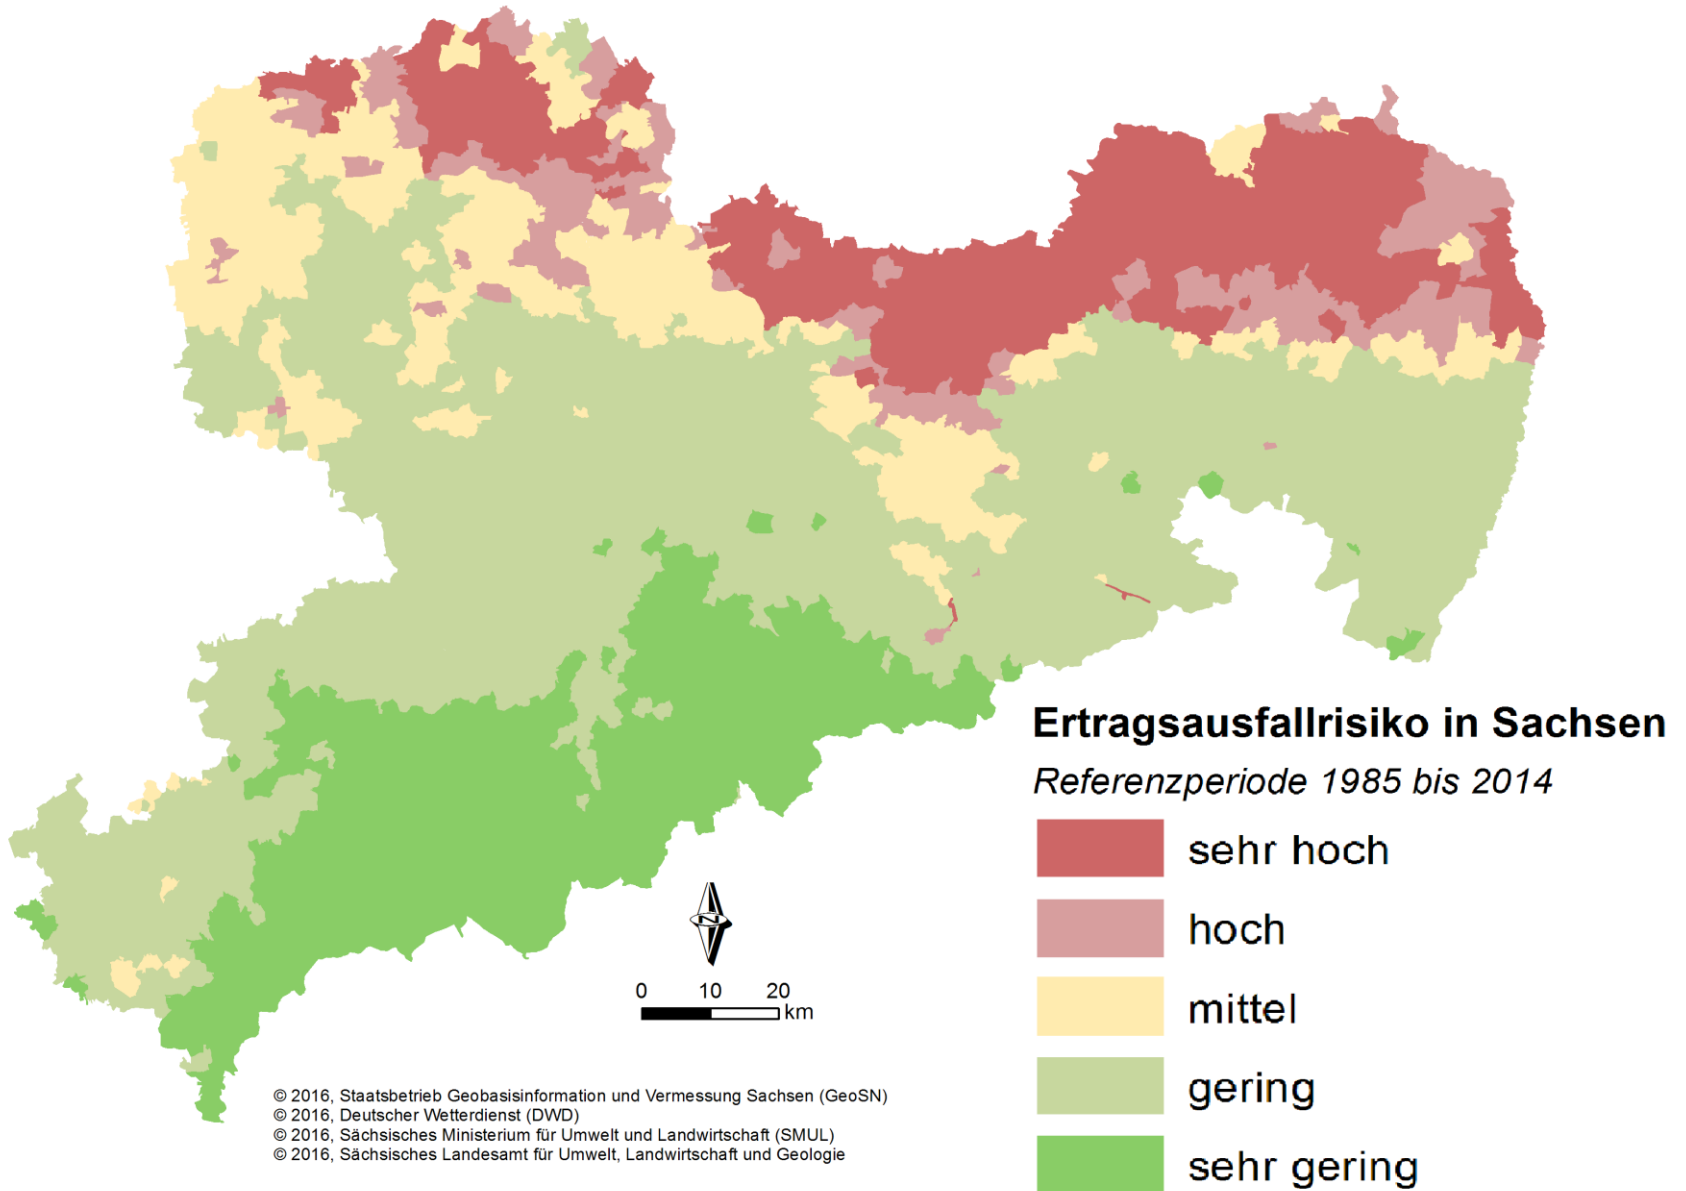 Ertragsausfallrisiko in Sachsen
Referenzperiode 1985 bis 2014
sehr hoch
hoch
mittel
gering
sehr gering
N
0 10 20
km
© 2016, Staatsbetrieb Geobasisinformation und Vermessung Sachsen (GeoSN)
© 2016, Deutscher Wetterdienst (DWD)
© 2016, Sächsisches Ministerium für Umwelt und Landwirtschaft (SMUL)
© 2016, Sächsisches Landesamt für Umwelt, Landwirtschaft und Geologie